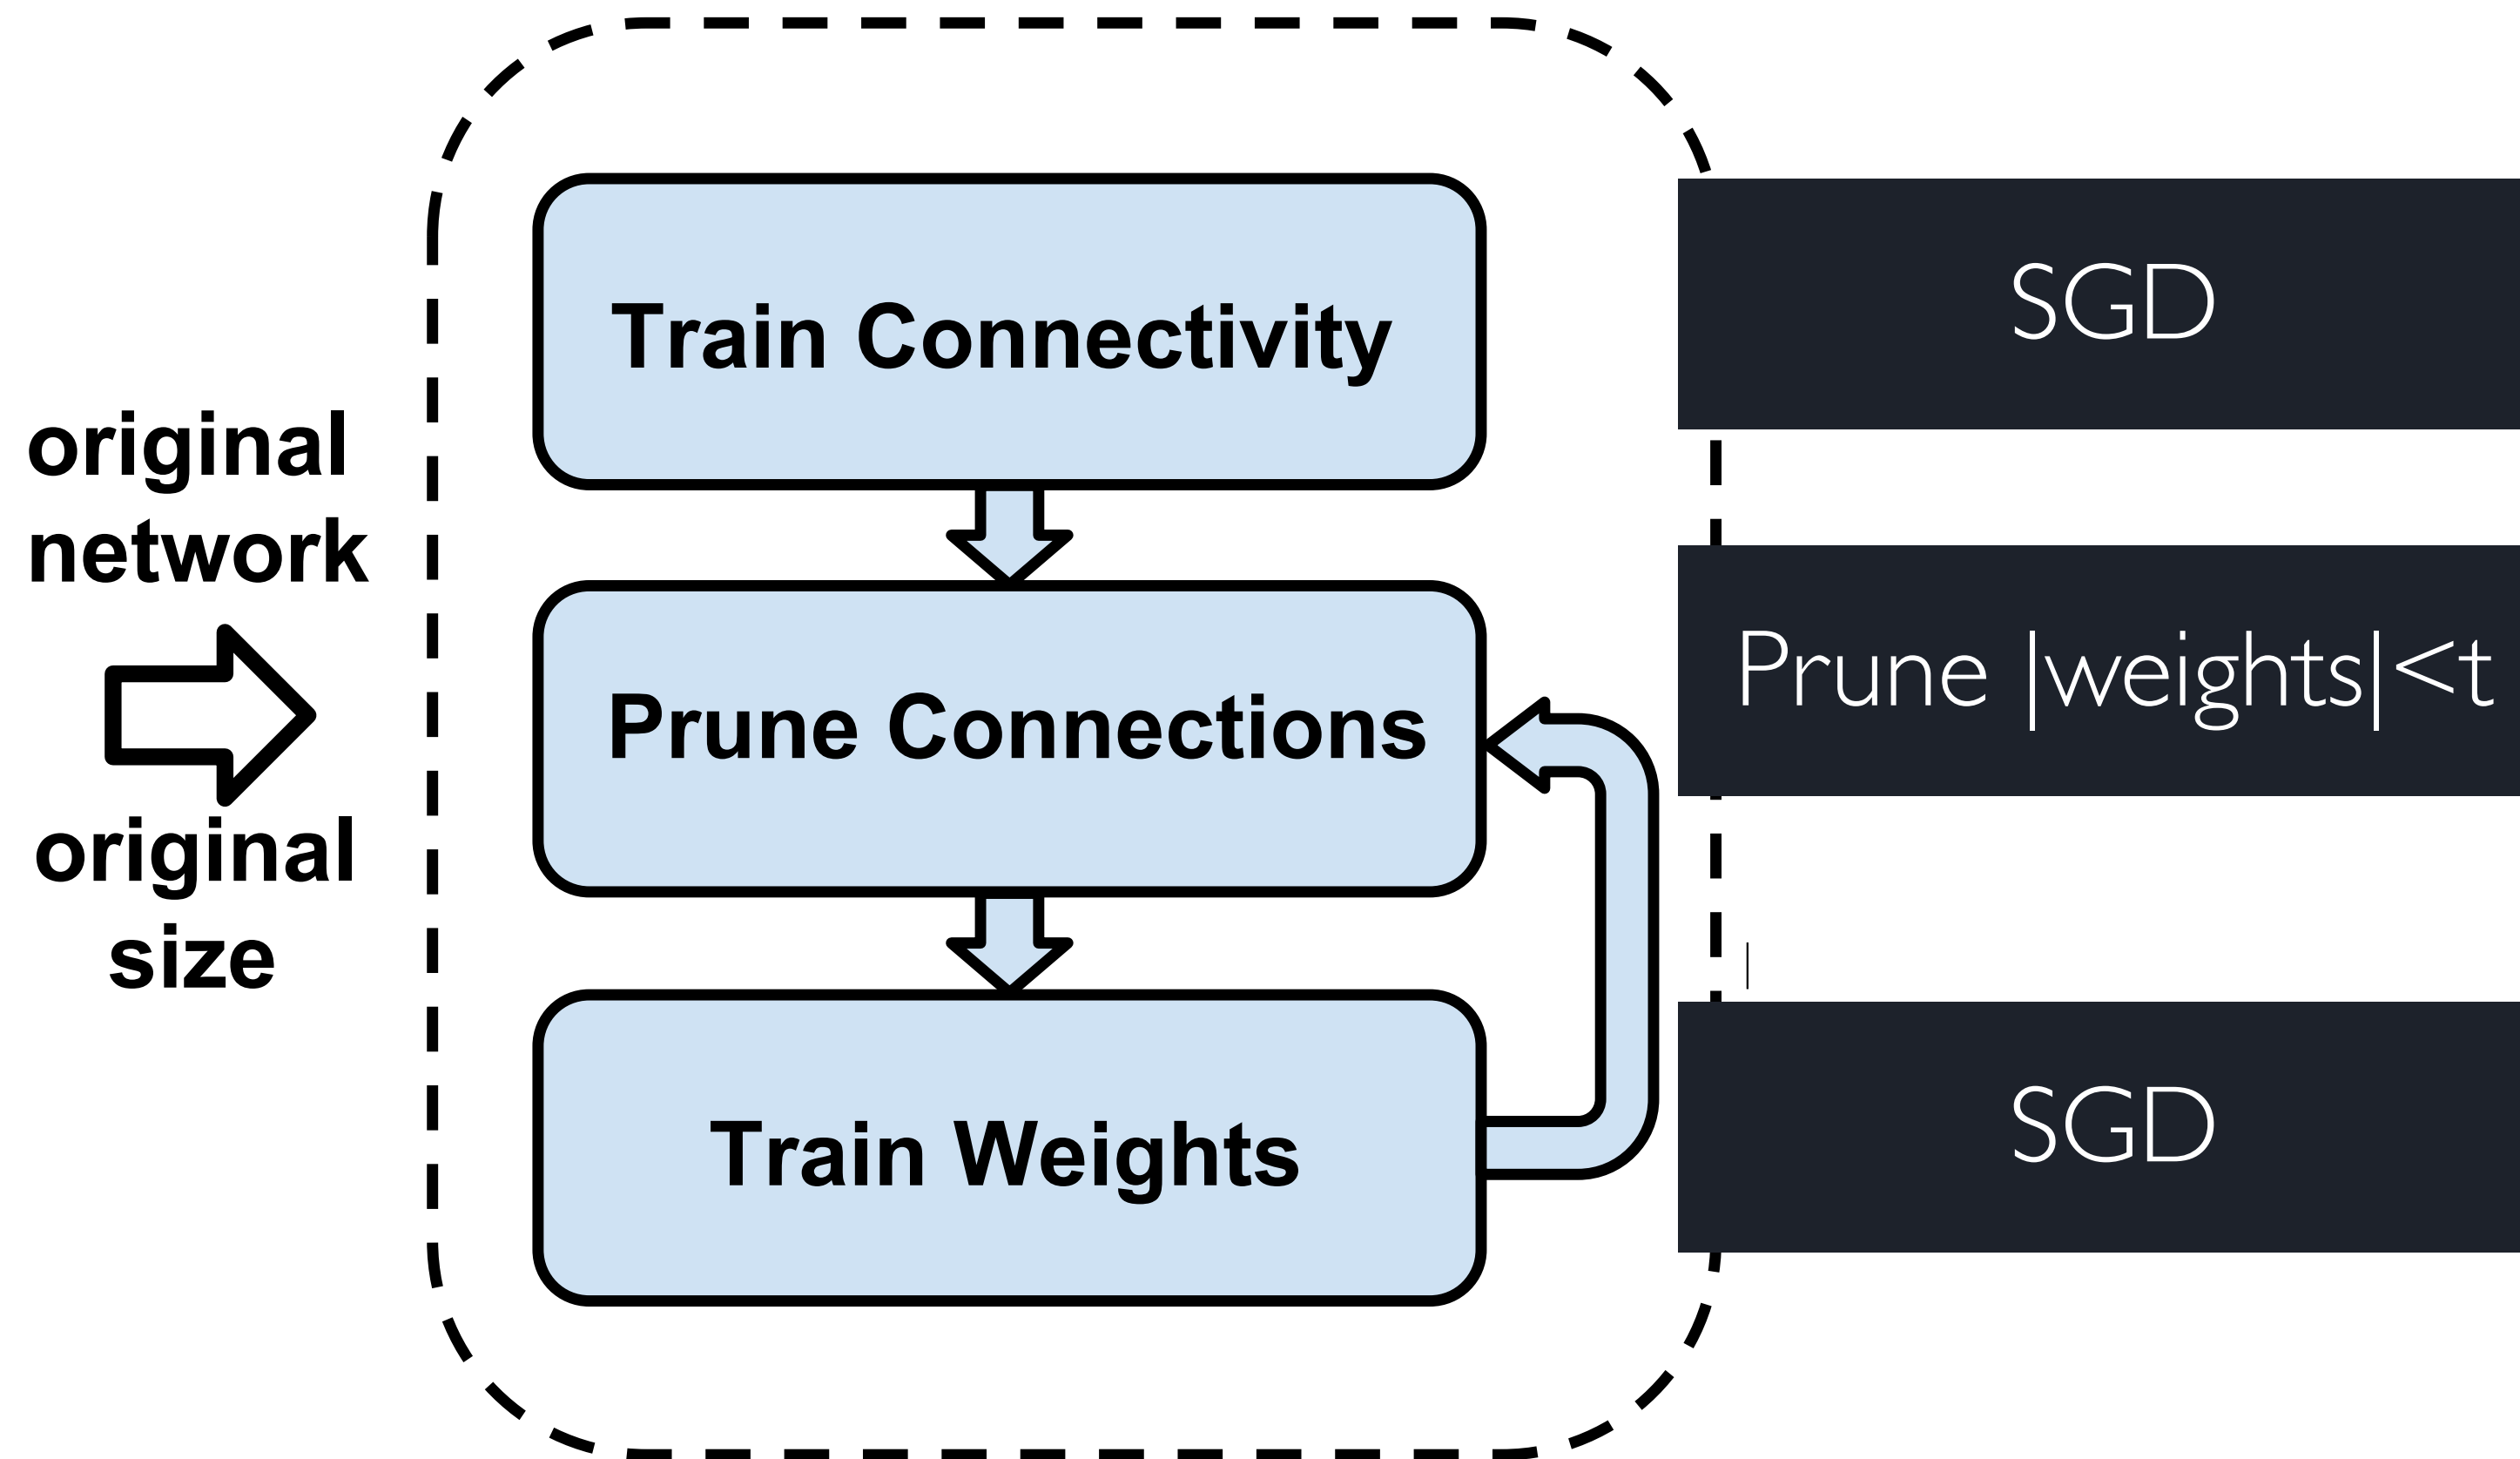 original
network
original
size
Train Connectivity
Prune Connections
Train Weights
SGD
Prune |weights|<t
SGD